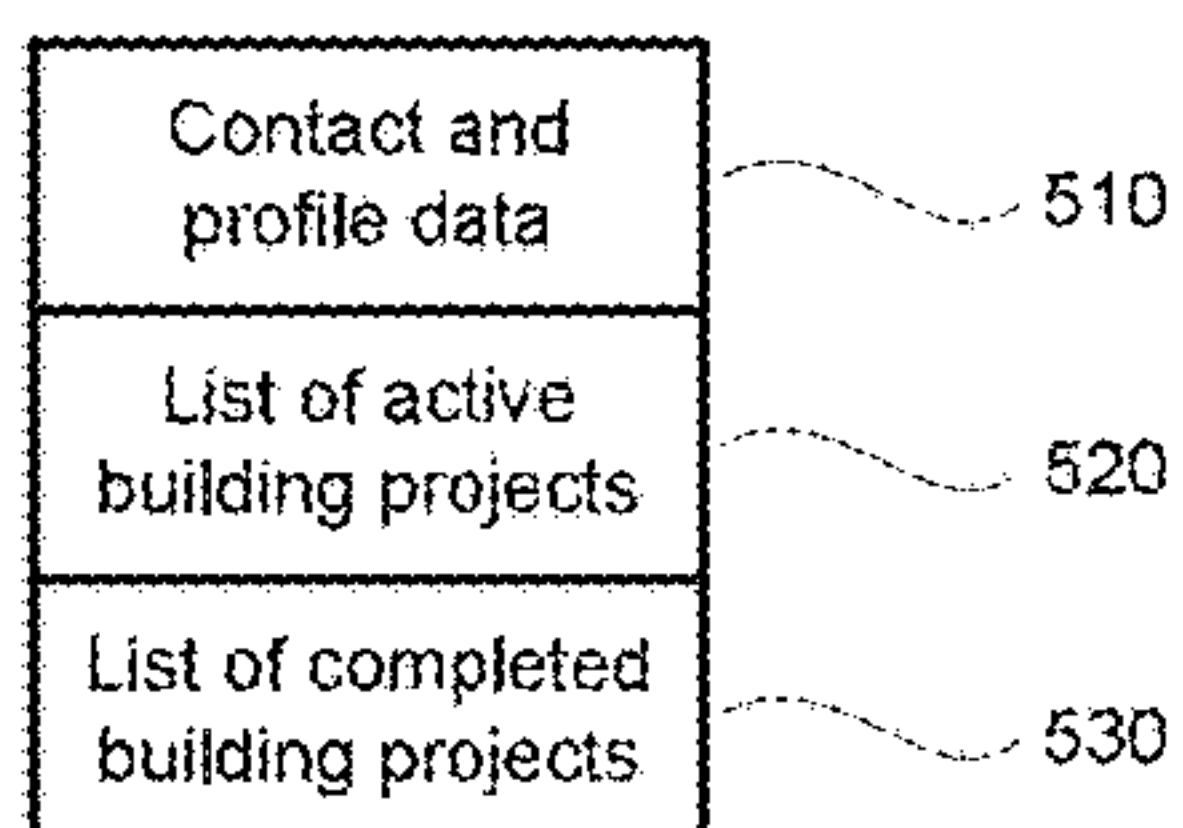 Contact and
profile data
510
List of active
building projects
520
List of completed
building projects
530